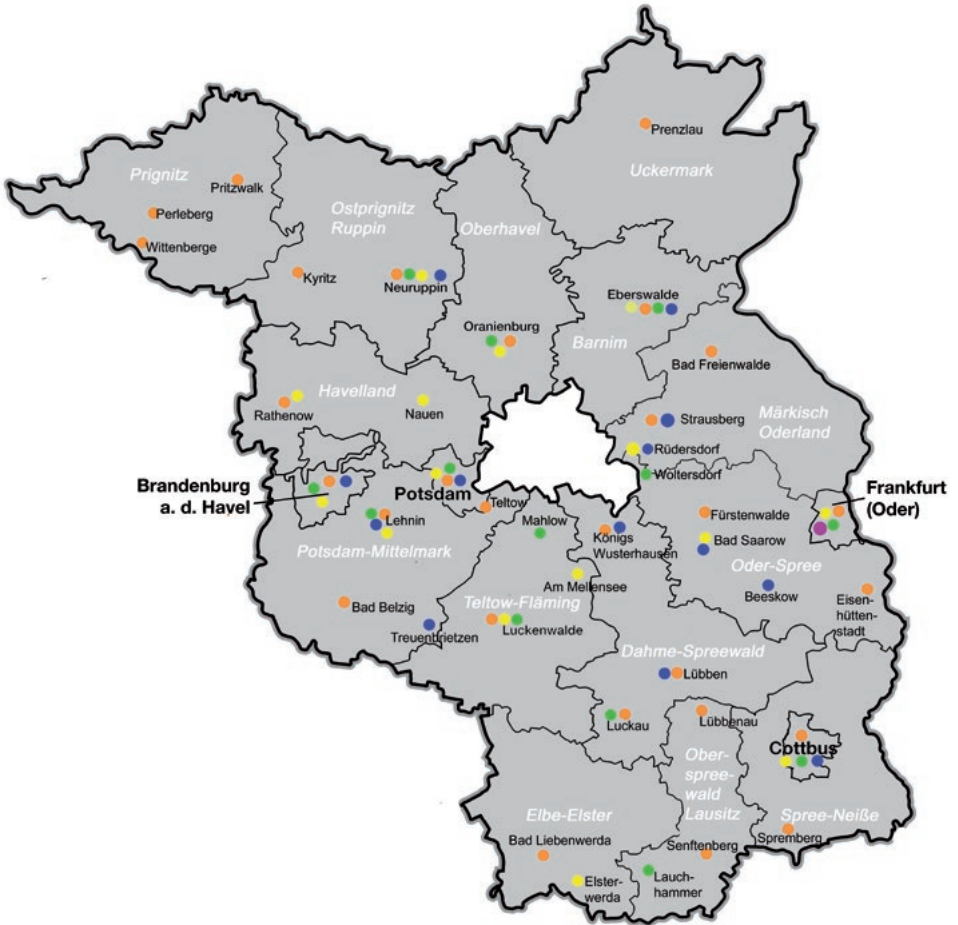 Prenzlau
Uckermark
Prignitz
Pritzwalk
Perleberg
Wittenberge
Ostprignitz
Ruppin
Kyritz
Neuruppin
Oberhavel
Oranienburg
Eberswalde
Barnim
Bad Freienwalde
Havelland
Rathenow
Nauen
Strausberg
Märkisch
Oderland
Rüdersdorf
Woltersdorf
Brandenburg
a. d. Havel
Potsdam
Teltow
Lehnin
Potsdam-Mittelmark
Mahlow
Königs
Wusterhausen
Fürstenwalde
Bad Saarow
Frankfurt
(Oder)
Oder-Spree
Beeskow
Eisen-
hütten-
stadt
Am Mellensee
Teltow-Fläming
Luckenwalde
Bad Belzig
Treuenbrietzen
Dahme-Spreewald
Lübben
Luckau
Lübbenau
Cottbus
Ober-
spree-
wald
Lausitz
Spree-Neiße
Spremberg
Elbe-Elster
Bad Liebenwerda
Elster-
werda
Senftenberg
Lauch-
hammer